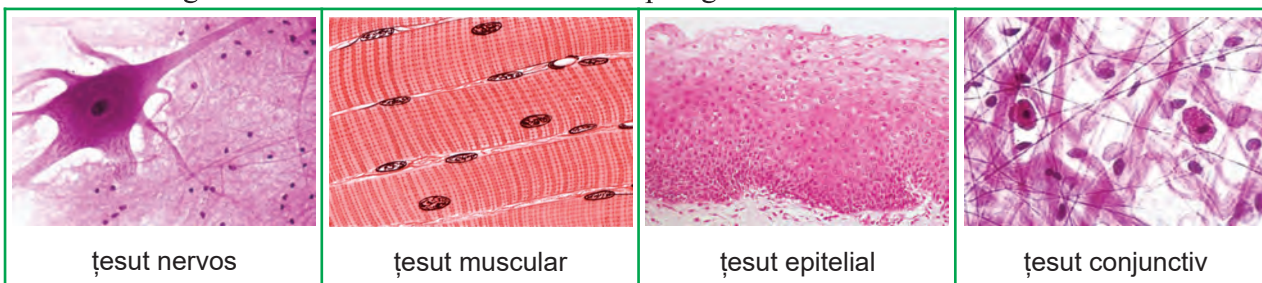 țesut nervos
țesut muscular
țesut epitelial
țesut conjunctiv